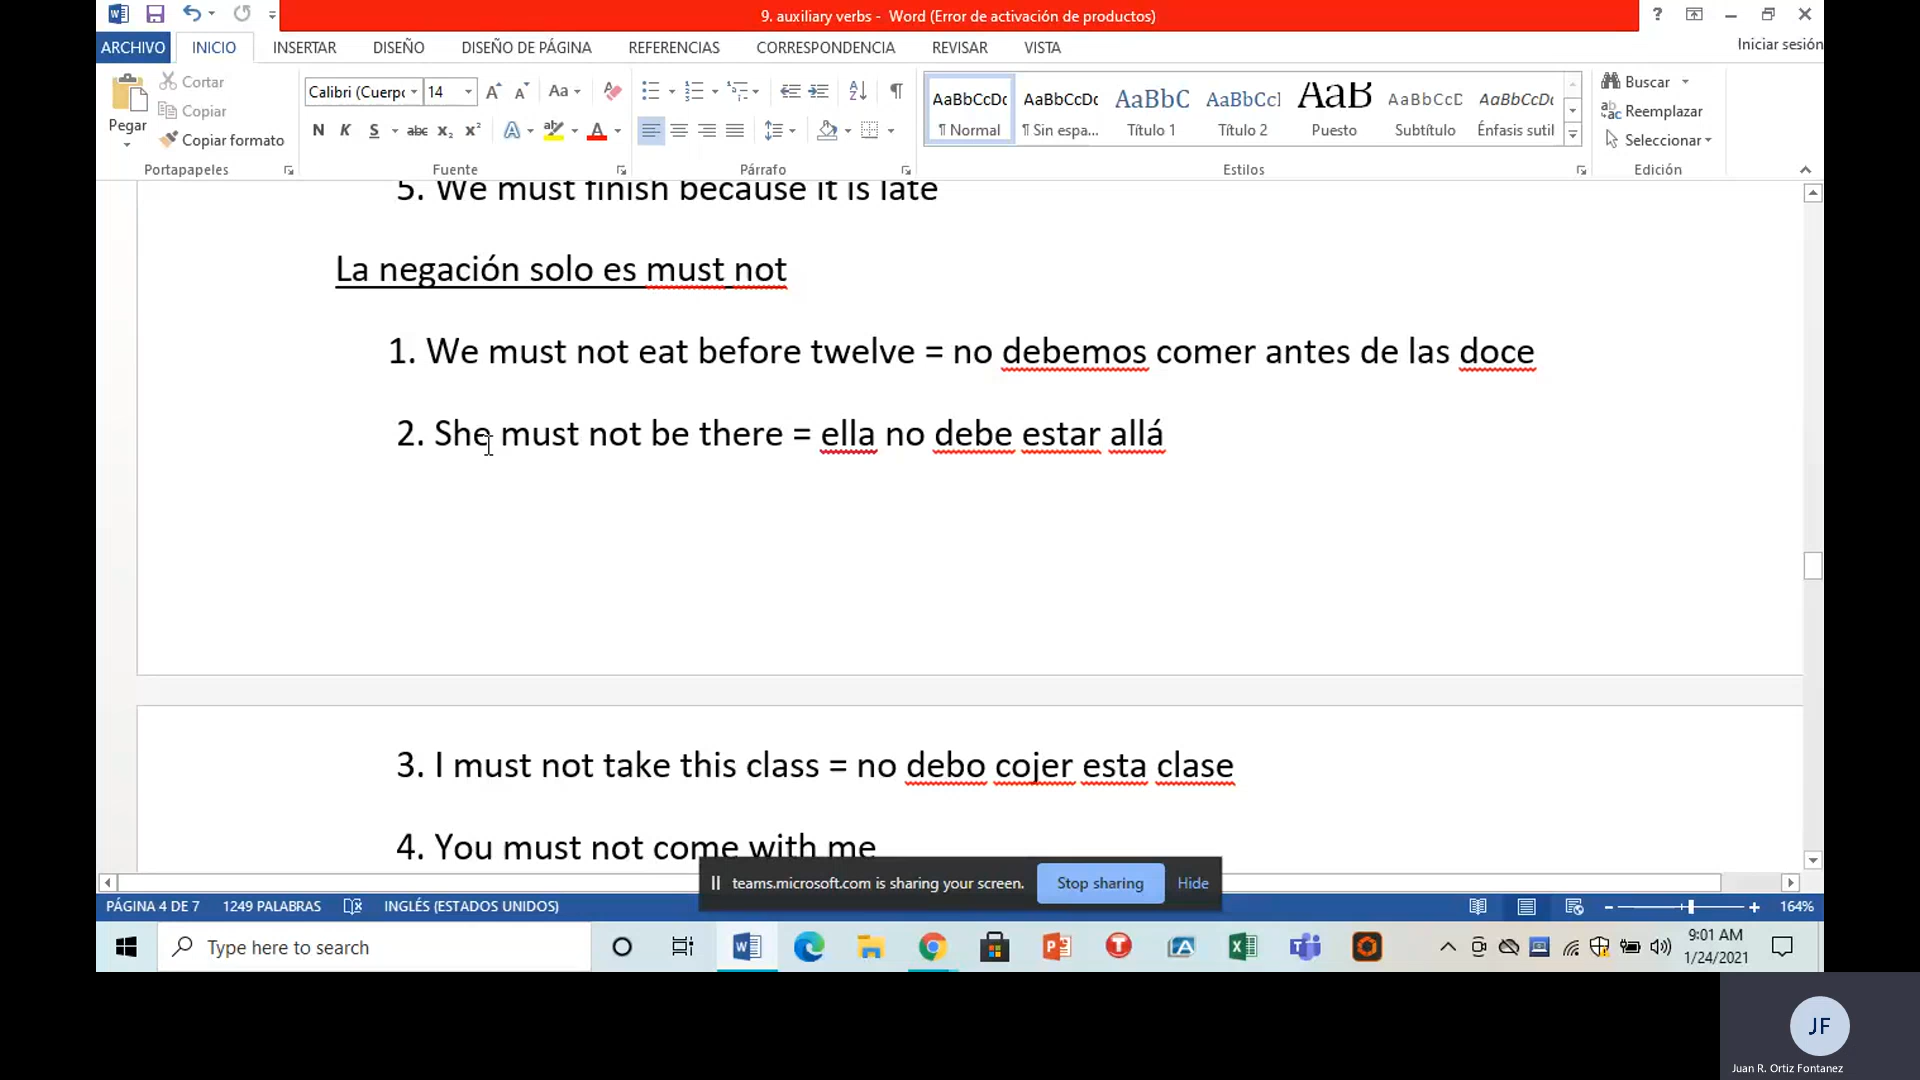 9. auxiliary verbs - Word (Error de activación de productos)
?
ARCHIVO INICIO INSERTAR DISEÑO DISEÑO DE PÁGINA REFERENCIAS CORRESPONDENCIA REVISAR VISTA Iniciar sesión
Pegar
Cortar
Copiar
Copiar formato
Portapapeles
Calibri (Cuerpo 14
N K S abc x₂ x²
Aa
A
Fuente
Párrafo
AaBbCcDc AaBbCcDc AaBbC AaBbCcI AaB AaBbCcD AaBbCcDc
¶ Normal ¶ Sin espa... Título 1 Título 2 Puesto Subtítulo Énfasis sutil
Estilos
Buscar
Reemplazar
Seleccionar
Edición
5. We must finish because it is late
La negación solo es must not
1. We must not eat before twelve = no debemos comer antes de las doce
2. She must not be there = ella no debe estar allá
3. I must not take this class = no debo cojer esta clase
4. You must not come with me
teams.microsoft.com is sharing your screen. Stop sharing Hide
PÁGINA 4 DE 7 1249 PALABRAS INGLÉS (ESTADOS UNIDOS) 164%
Type here to search
9:01 AM
1/24/2021
JF
Juan R. Ortiz Fontanez